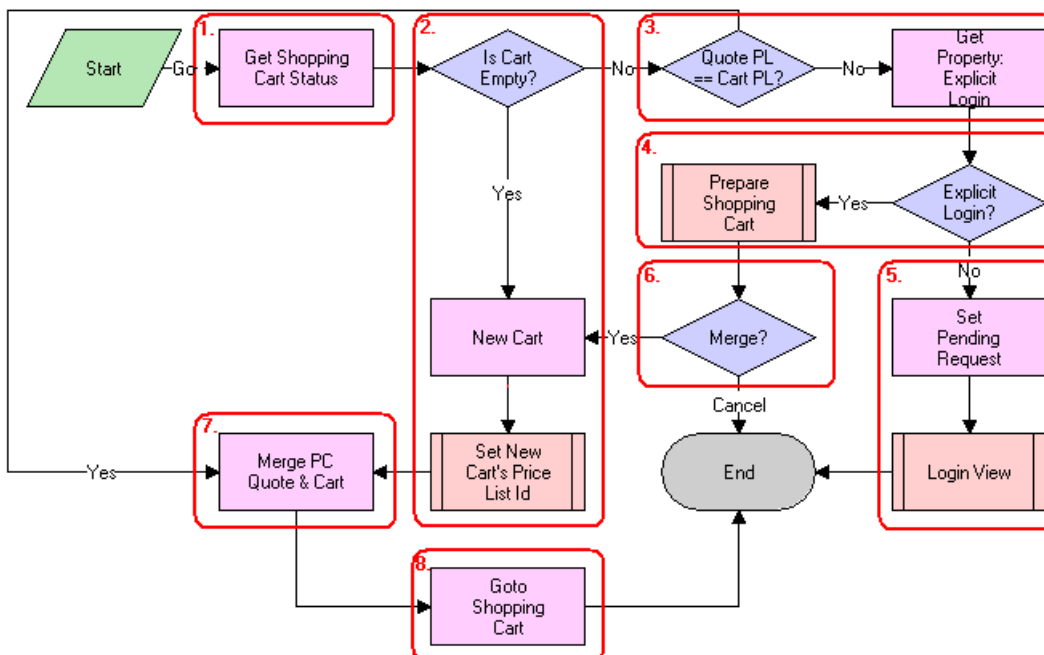 1.
2.
3.
Start
Go
Get Shopping
Cart Status
Is Cart
Empty?
No
Quote PL
== Cart PL?
No
Get
Property:
Explicit
Login
4.
Yes
Prepare
Shopping
Cart
Yes
Explicit
Login?
No
5.
6.
New Cart
Yes
Merge?
Set
Pending
Request
Cancel
7.
Yes
Merge PC
Quote & Cart
Set New
Cart's Price
List Id
End
Login View
8.
Goto
Shopping
Cart